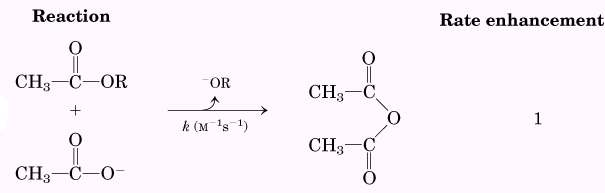 Reaction
Rate enhancement
O
CH₃—C—OR
+
O
CH₃—C—O⁻
⁻OR
k (M⁻¹s⁻¹)
O
CH₃—C
O
CH₃—C
O
1